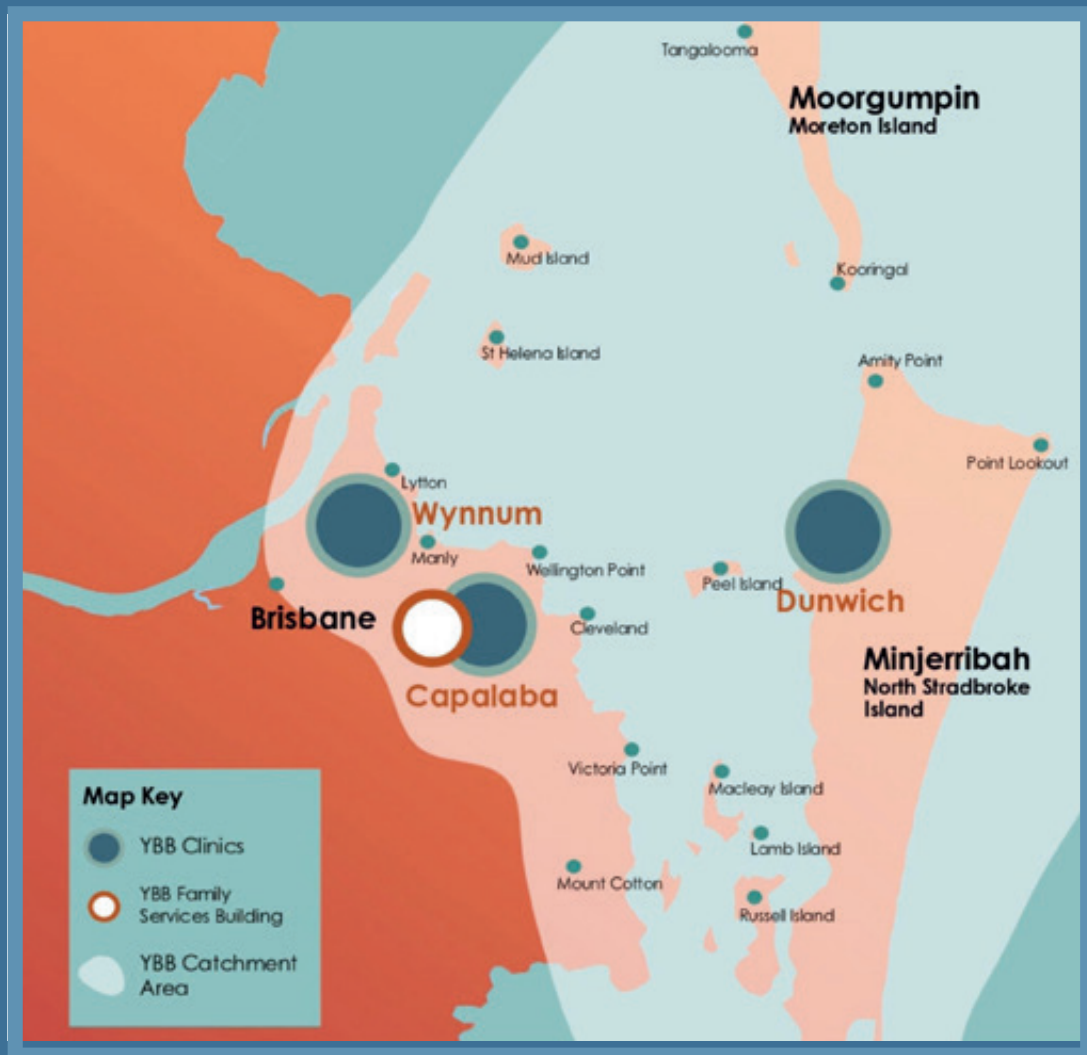 Tangalooma
Moorgumpin
Moreton Island
Mud Island
Kooringal
St Helena Island
Amity Point
Point Lookout
Lytton
Wynnum
Manly
Wellington Point
Peel Island
Dunwich
Brisbane
Cleveland
Minjerribah
North Stradbroke
Island
Capalaba
Victoria Point
Macleay Island
Lamb Island
Mount Cotton
Russell Island
Map Key
YBB Clinics
YBB Family
Services Building
YBB Catchment
Area